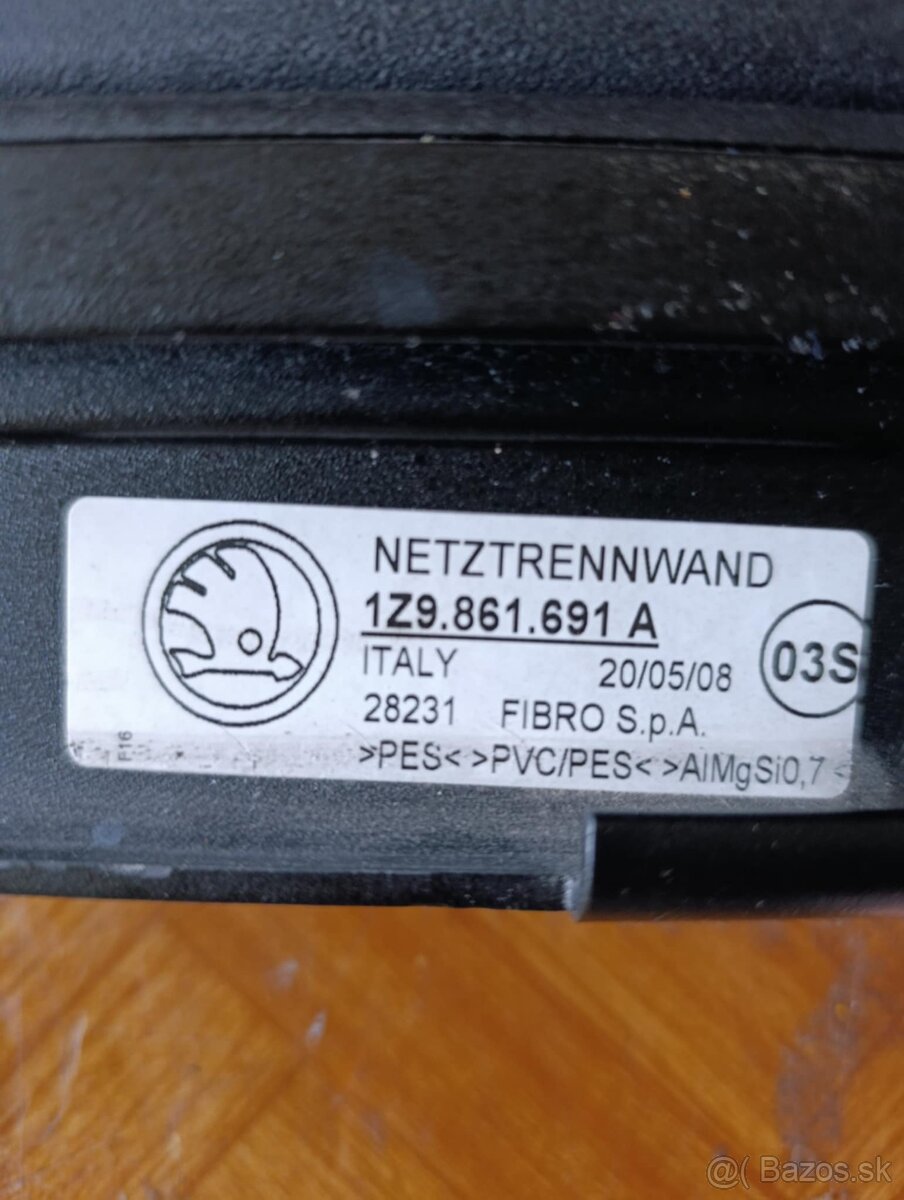 NETZTRENNWAND
1Z9.861.691 A
ITALY 20/05/08
03S
28231 FIBRO S.p.A.
>PES< >PVC/PES< >AlMgSi0,7 <
F16
@( Bazos.sk